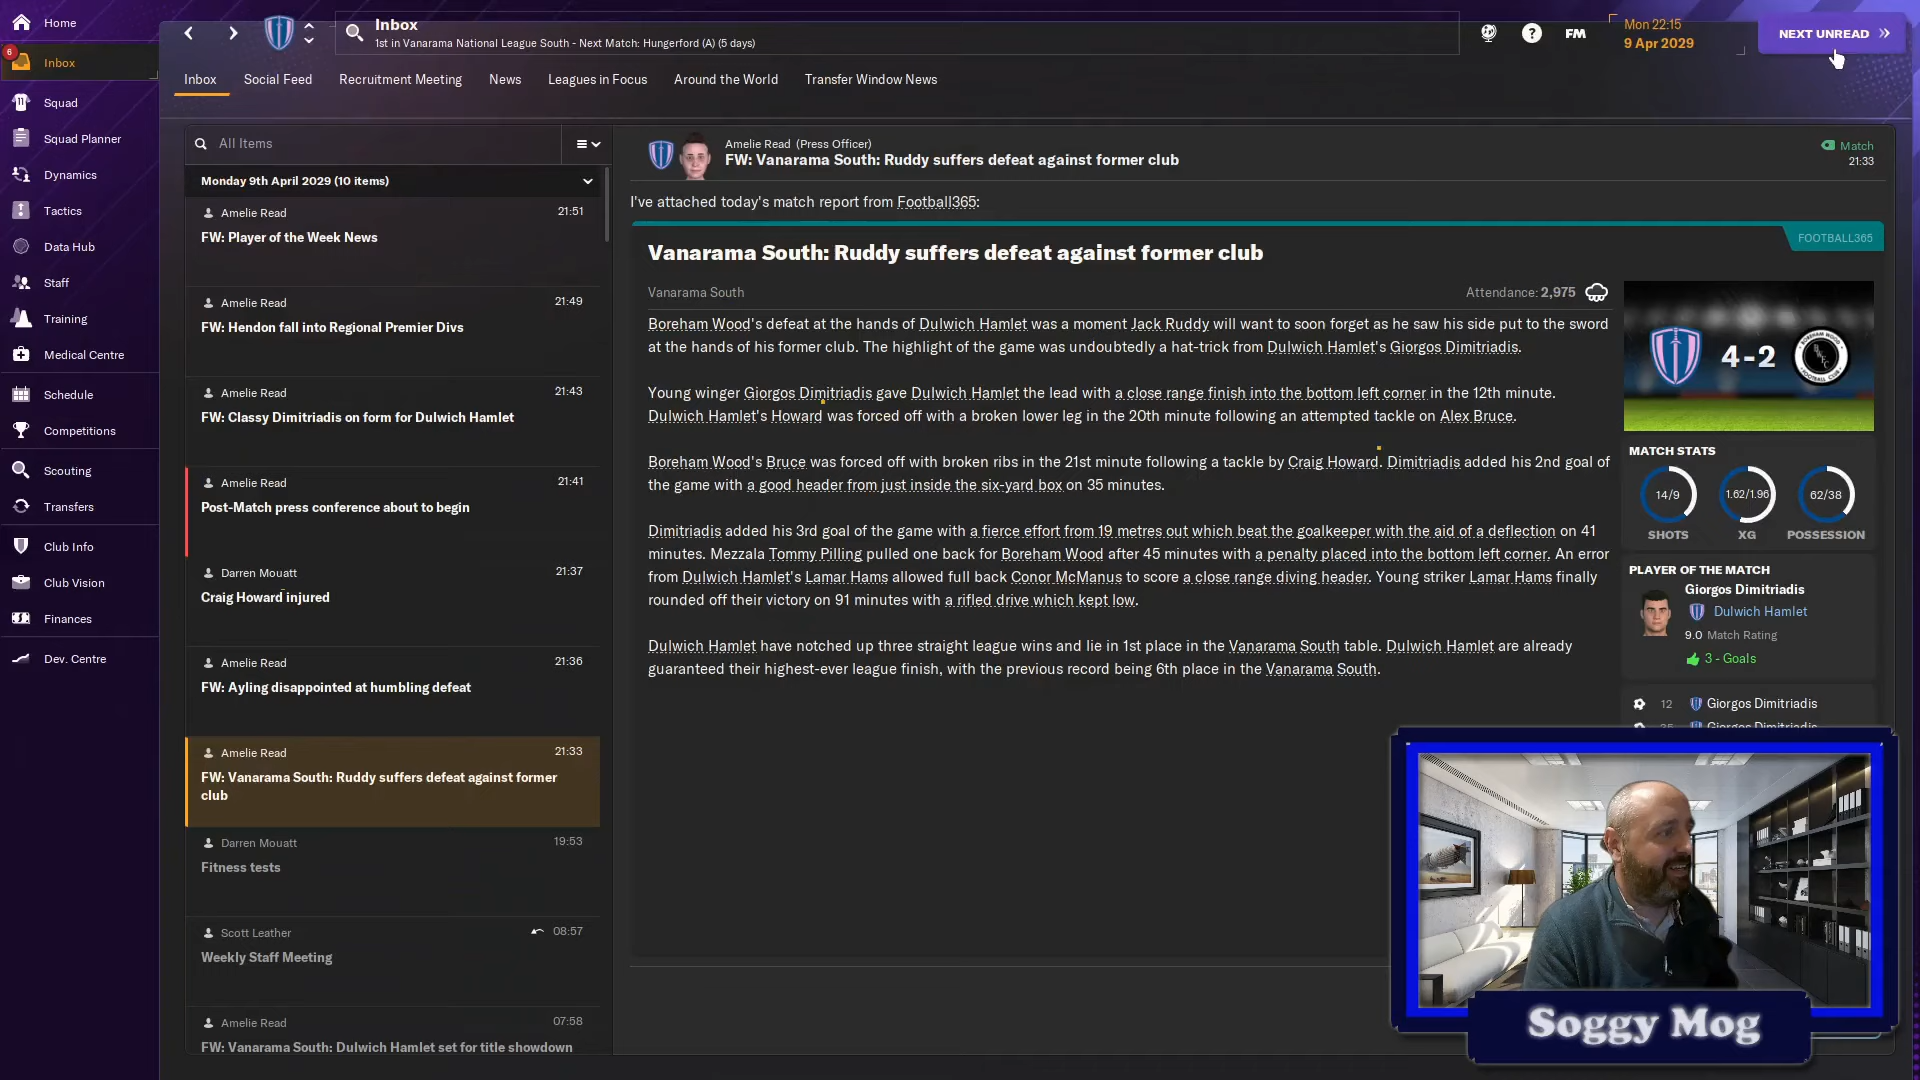 Home
6
Inbox
Squad
Squad Planner
Dynamics
Tactics
Data Hub
Staff
Training
Medical Centre
Schedule
Competitions
Scouting
Transfers
Club Info
Club Vision
Finances
Dev. Centre
Inbox
1st in Vanarama National League South - Next Match: Hungerford (A) (5 days)
FM
Mon 22:15
9 Apr 2029
NEXT UNREAD
Inbox
Social Feed
Recruitment Meeting
News
Leagues in Focus
Around the World
Transfer Window News
All Items
Monday 9th April 2029 (10 items)
Amelie Read 21:51
FW: Player of the Week News
Amelie Read 21:49
FW: Hendon fall into Regional Premier Divs
Amelie Read 21:43
FW: Classy Dimitriadis on form for Dulwich Hamlet
Amelie Read 21:41
Post-Match press conference about to begin
Darren Mouatt 21:37
Craig Howard injured
Amelie Read 21:36
FW: Ayling disappointed at humbling defeat
Amelie Read 21:33
FW: Vanarama South: Ruddy suffers defeat against former
club
Darren Mouatt 19:53
Fitness tests
Scott Leather 08:57
Weekly Staff Meeting
Amelie Read 07:58
FW: Vanarama South: Dulwich Hamlet set for title showdown
Amelie Read (Press Officer)
FW: Vanarama South: Ruddy suffers defeat against former club
Match
21:33
I've attached today's match report from Football365:
FOOTBALL365
Vanarama South: Ruddy suffers defeat against former club
Vanarama South
Attendance: 2,975
Boreham Wood's defeat at the hands of Dulwich Hamlet was a moment Jack Ruddy will want to soon forget as he saw his side put to the sword
at the hands of his former club. The highlight of the game was undoubtedly a hat-trick from Dulwich Hamlet's Giorgos Dimitriadis.
Young winger Giorgos Dimitriadis gave Dulwich Hamlet the lead with a close range finish into the bottom left corner in the 12th minute.
Dulwich Hamlet's Howard was forced off with a broken lower leg in the 20th minute following an attempted tackle on Alex Bruce.
Boreham Wood's Bruce was forced off with broken ribs in the 21st minute following a tackle by Craig Howard. Dimitriadis added his 2nd goal of
the game with a good header from just inside the six-yard box on 35 minutes.
Dimitriadis added his 3rd goal of the game with a fierce effort from 19 metres out which beat the goalkeeper with the aid of a deflection on 41
minutes. Mezzala Tommy Pilling pulled one back for Boreham Wood after 45 minutes with a penalty placed into the bottom left corner. An error
from Dulwich Hamlet's Lamar Hams allowed full back Conor McManus to score a close range diving header. Young striker Lamar Hams finally
rounded off their victory on 91 minutes with a rifled drive which kept low.
Dulwich Hamlet have notched up three straight league wins and lie in 1st place in the Vanarama South table. Dulwich Hamlet are already
guaranteed their highest-ever league finish, with the previous record being 6th place in the Vanarama South.
4-2
MATCH STATS
14/9
1.62/1.96
62/38
SHOTS
XG
POSSESSION
PLAYER OF THE MATCH
Giorgos Dimitriadis
Dulwich Hamlet
9.0 Match Rating
3 - Goals
12 Giorgos Dimitriadis
35 Giorgos Dimitriadis
Soggy Mog